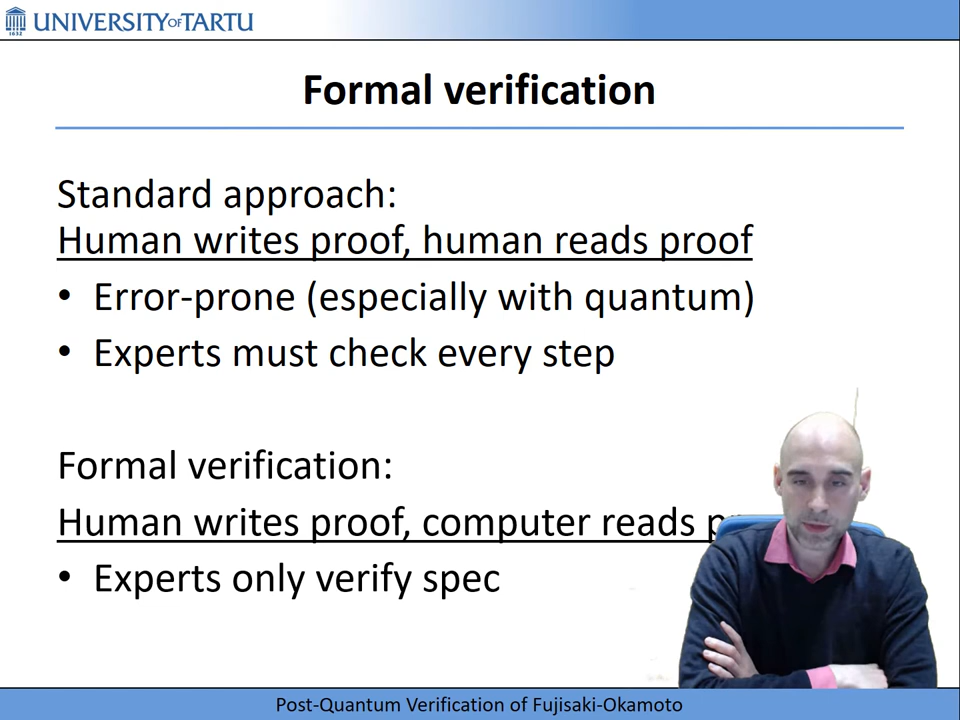 UNIVERSITY OF TARTU
1632
Formal verification
Standard approach:
Human writes proof, human reads proof
• Error-prone (especially with quantum)
• Experts must check every step
Formal verification:
Human writes proof, computer reads
• Experts only verify spec
Post-Quantum Verification of Fujisaki-Okamoto